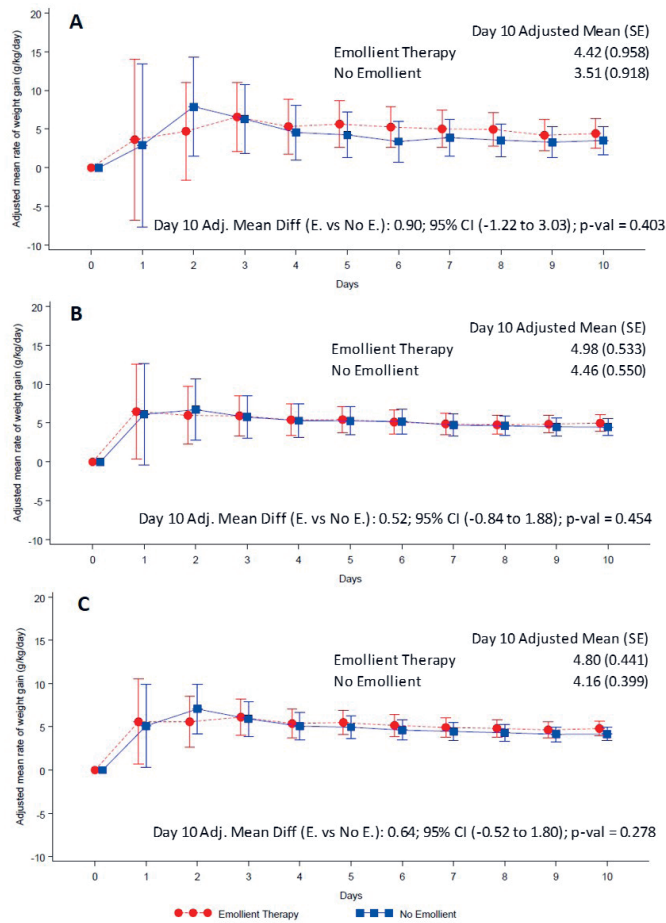 A
Day 10 Adjusted Mean (SE)
Emollient Therapy 4.42 (0.958)
No Emollient 3.51 (0.918)
Day 10 Adj. Mean Diff (E. vs No E.): 0.90; 95% CI (-1.22 to 3.03); p-val = 0.403
Adjusted mean rate of weight gain (g/kg/day)
20
15
10
5
0
-5
-10
0 1 2 3 4 5 6 7 8 9 10
Days
B
Day 10 Adjusted Mean (SE)
Emollient Therapy 4.98 (0.533)
No Emollient 4.46 (0.550)
Day 10 Adj. Mean Diff (E. vs No E.): 0.52; 95% CI (-0.84 to 1.88); p-val = 0.454
Adjusted mean rate of weight gain (g/kg/day)
20
15
10
5
0
-5
-10
0 1 2 3 4 5 6 7 8 9 10
Days
C
Day 10 Adjusted Mean (SE)
Emollient Therapy 4.80 (0.441)
No Emollient 4.16 (0.399)
Day 10 Adj. Mean Diff (E. vs No E.): 0.64; 95% CI (-0.52 to 1.80); p-val = 0.278
Adjusted mean rate of weight gain (g/kg/day)
20
15
10
5
0
-5
-10
0 1 2 3 4 5 6 7 8 9 10
Days
Emollient Therapy No Emollient